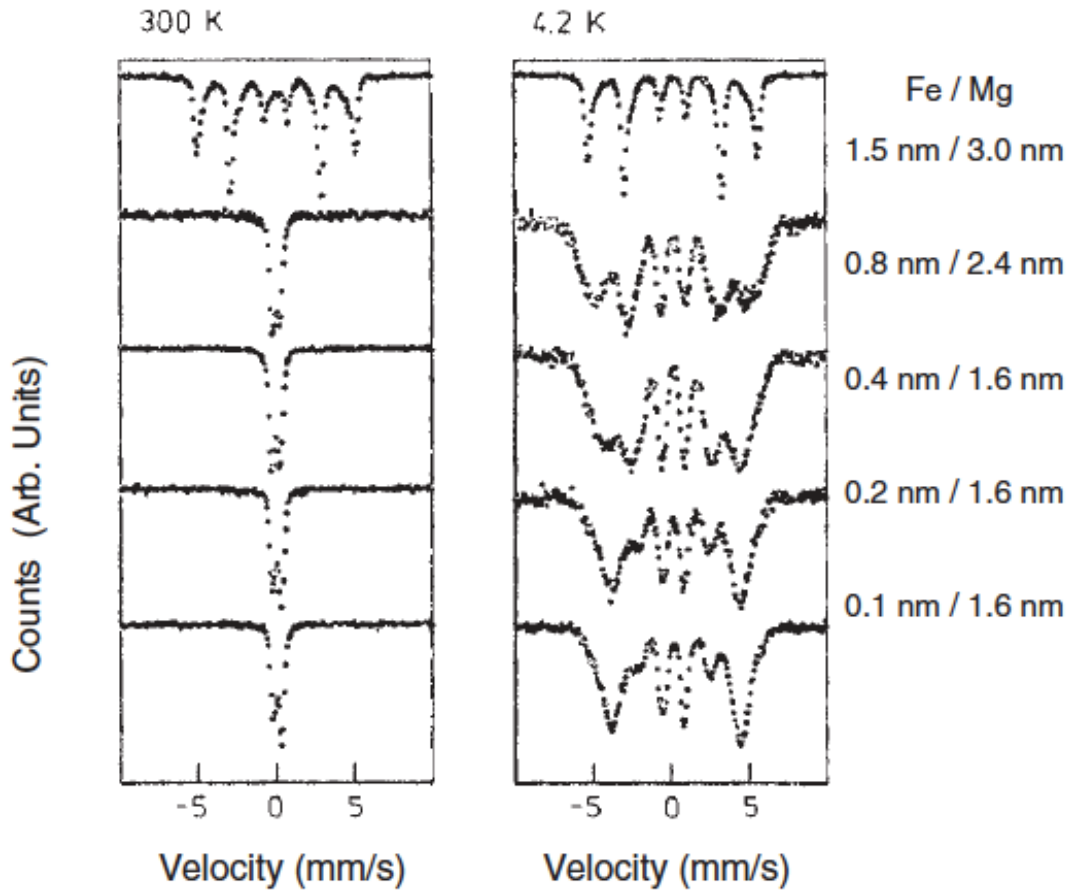 300 K
4.2 K
Fe / Mg
1.5 nm / 3.0 nm
0.8 nm / 2.4 nm
0.4 nm / 1.6 nm
0.2 nm / 1.6 nm
0.1 nm / 1.6 nm
Counts (Arb. Units)
-5 0 5
-5 0 5
Velocity (mm/s)
Velocity (mm/s)